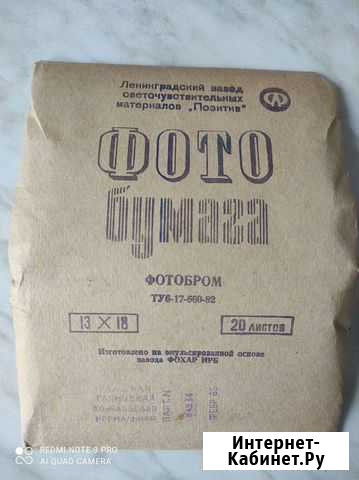 Ленинградский завод
светочувствительных
материалов „Позитив"
ФОТО
бумага
ФОТОБРОМ
ТУ6-17-660-82
13 X 18
20 листов
Изготовлено на эмульсированной основе
завода ФОХАР НРБ
НОРМАЛЬНАЯ
REDMI NOTE 9 PRO
AI QUAD CAMERA
Интернет-
Кабинет.Ру